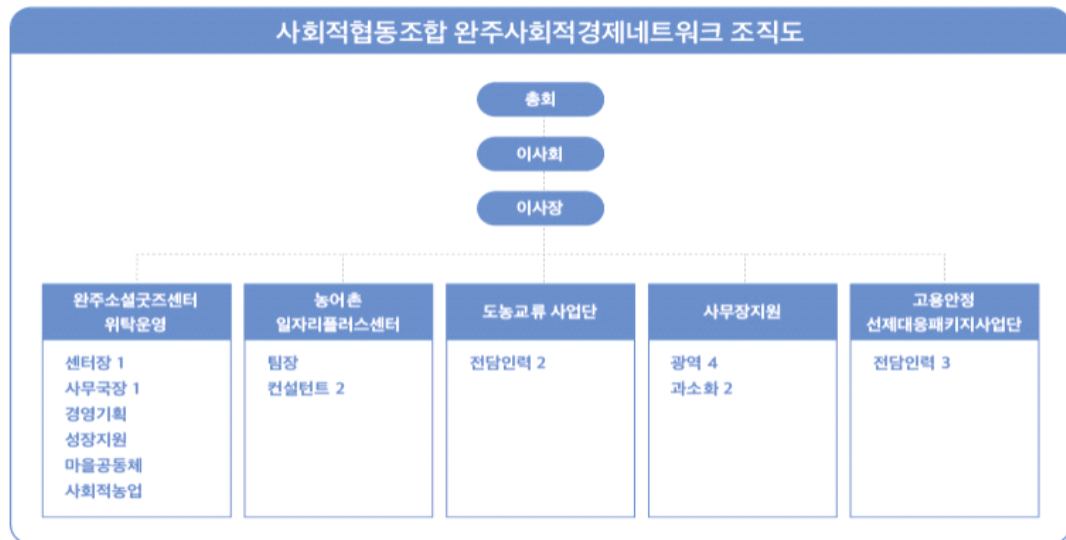 사회적협동조합 완주사회적경제네트워크 조직도
총회
이사회
이사장
완주소셜굿즈센터
위탁운영
센터장 1
사무국장 1
경영기획
성장지원
마을공동체
사회적농업
농어촌
일자리플러스센터
팀장
컨설턴트 2
도농교류 사업단
전담인력 2
사무장지원
광역 4
과소화 2
고용안정
선제대응패키지사업단
전담인력 3